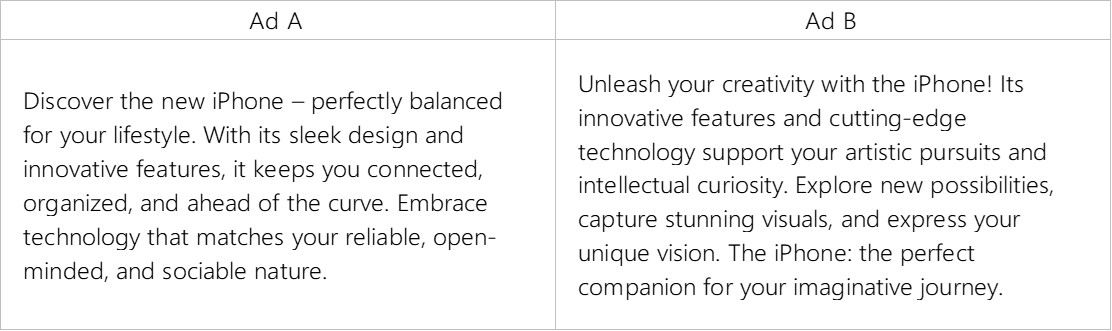 Ad A
Ad B
Discover the new iPhone – perfectly balanced
for your lifestyle. With its sleek design and
innovative features, it keeps you connected,
organized, and ahead of the curve. Embrace
technology that matches your reliable, open-
minded, and sociable nature.
Unleash your creativity with the iPhone! Its
innovative features and cutting-edge
technology support your artistic pursuits and
intellectual curiosity. Explore new possibilities,
capture stunning visuals, and express your
unique vision. The iPhone: the perfect
companion for your imaginative journey.